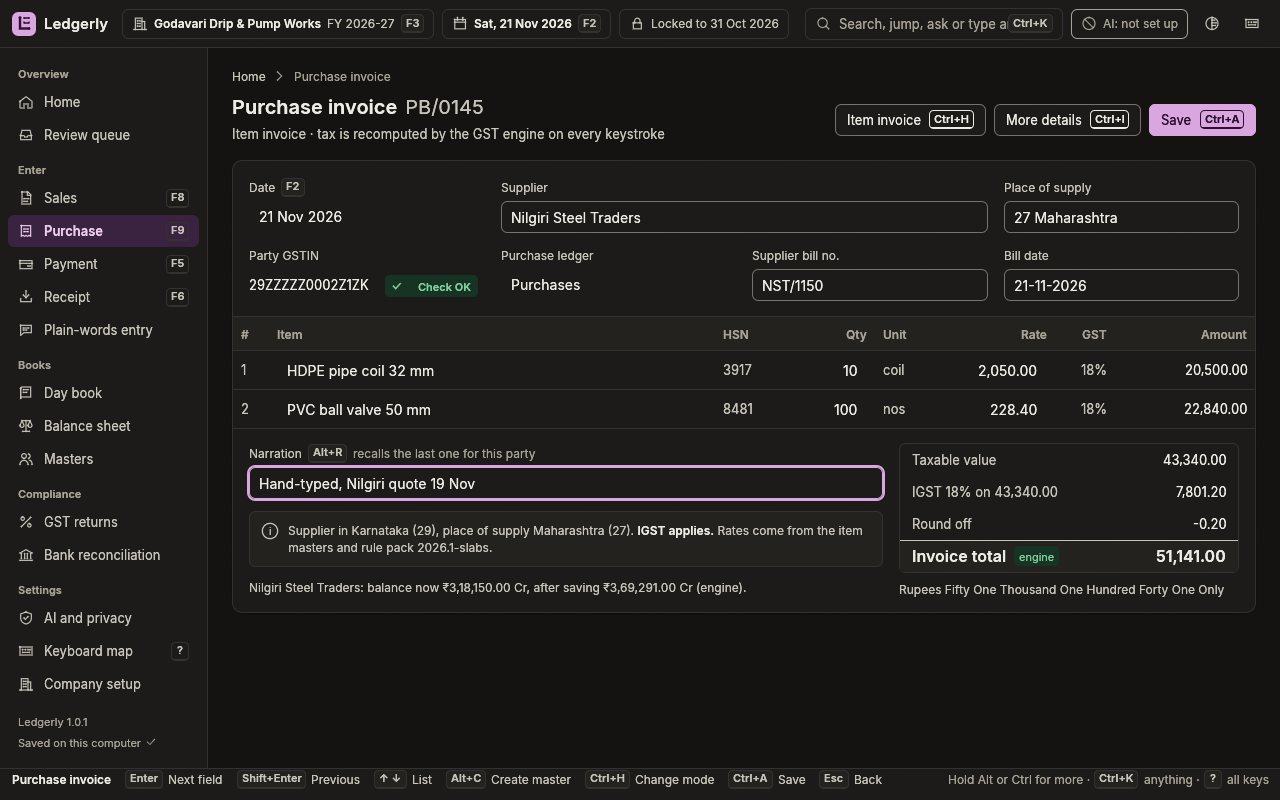 Ledgerly
Godavari Drip & Pump Works FY 2026-27 F3
Sat, 21 Nov 2026 F2
Locked to 31 Oct 2026
Search, jump, ask or type a Ctrl+K
AI: not set up
Overview
Home
Review queue
Enter
Sales F8
Purchase F9
Payment F5
Receipt F6
Plain-words entry
Books
Day book
Balance sheet
Masters
Compliance
GST returns
Bank reconciliation
Settings
AI and privacy
Keyboard map ?
Company setup
Ledgerly 1.0.1
Saved on this computer
Home Purchase invoice
Purchase invoice PB/0145
Item invoice · tax is recomputed by the GST engine on every keystroke
Item invoice Ctrl+H
More details Ctrl+I
Save Ctrl+A
Date F2 Supplier Place of supply
21 Nov 2026 Nilgiri Steel Traders 27 Maharashtra
Party GSTIN Purchase ledger Supplier bill no. Bill date
29ZZZZZ0002Z1ZK Check OK Purchases NST/1150 21-11-2026
# Item HSN Qty Unit Rate GST Amount
1 HDPE pipe coil 32 mm 3917 10 coil 2,050.00 18% 20,500.00
2 PVC ball valve 50 mm 8481 100 nos 228.40 18% 22,840.00
Narration Alt+R recalls the last one for this party
Hand-typed, Nilgiri quote 19 Nov
Supplier in Karnataka (29), place of supply Maharashtra (27). IGST applies. Rates come from the item
masters and rule pack 2026.1-slabs.
Nilgiri Steel Traders: balance now ₹3,18,150.00 Cr, after saving ₹3,69,291.00 Cr (engine).
Taxable value 43,340.00
IGST 18% on 43,340.00 7,801.20
Round off -0.20
Invoice total engine 51,141.00
Rupees Fifty One Thousand One Hundred Forty One Only
Purchase invoice Enter Next field Shift+Enter Previous ↑↓ List Alt+C Create master Ctrl+H Change mode Ctrl+A Save Esc Back Hold Alt or Ctrl for more · Ctrl+K anything · ? all keys